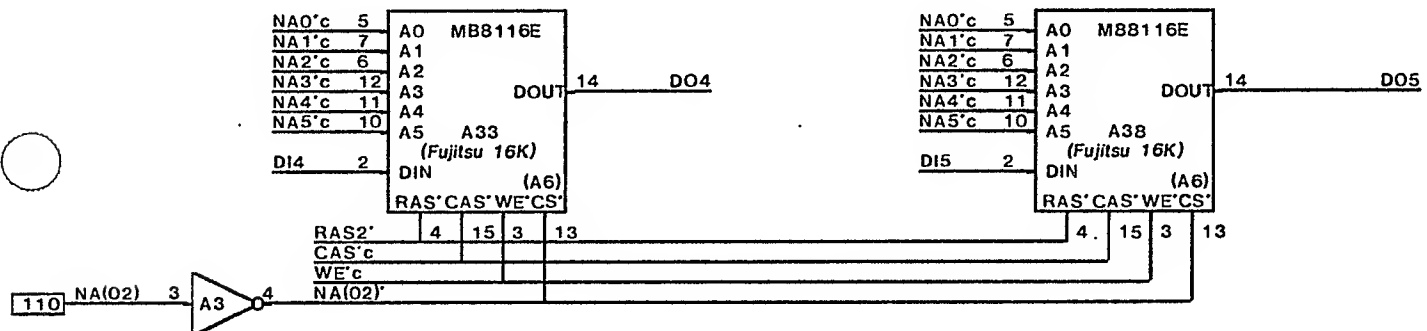 NA0*c 5 A0 MB8116E
NA1*c 7 A1
NA2*c 6 A2
NA3*c 12 A3 DOUT 14 DO4
NA4*c 11 A4
NA5*c 10 A5 A33
(Fujitsu 16K)
DI4 2 DIN
(A6)
RAS* CAS* WE* CS*
4 15 3 13
NA0*c 5 A0 M88116E
NA1*c 7 A1
NA2*c 6 A2
NA3*c 12 A3 DOUT 14 DO5
NA4*c 11 A4
NA5*c 10 A5 A38
(Fujitsu 16K)
DI5 2 DIN
(A6)
RAS* CAS* WE* CS*
4. 15 3 13
RAS2*
CAS*c
WE*c
NA(02)*
110 NA(02) 3 A3 4